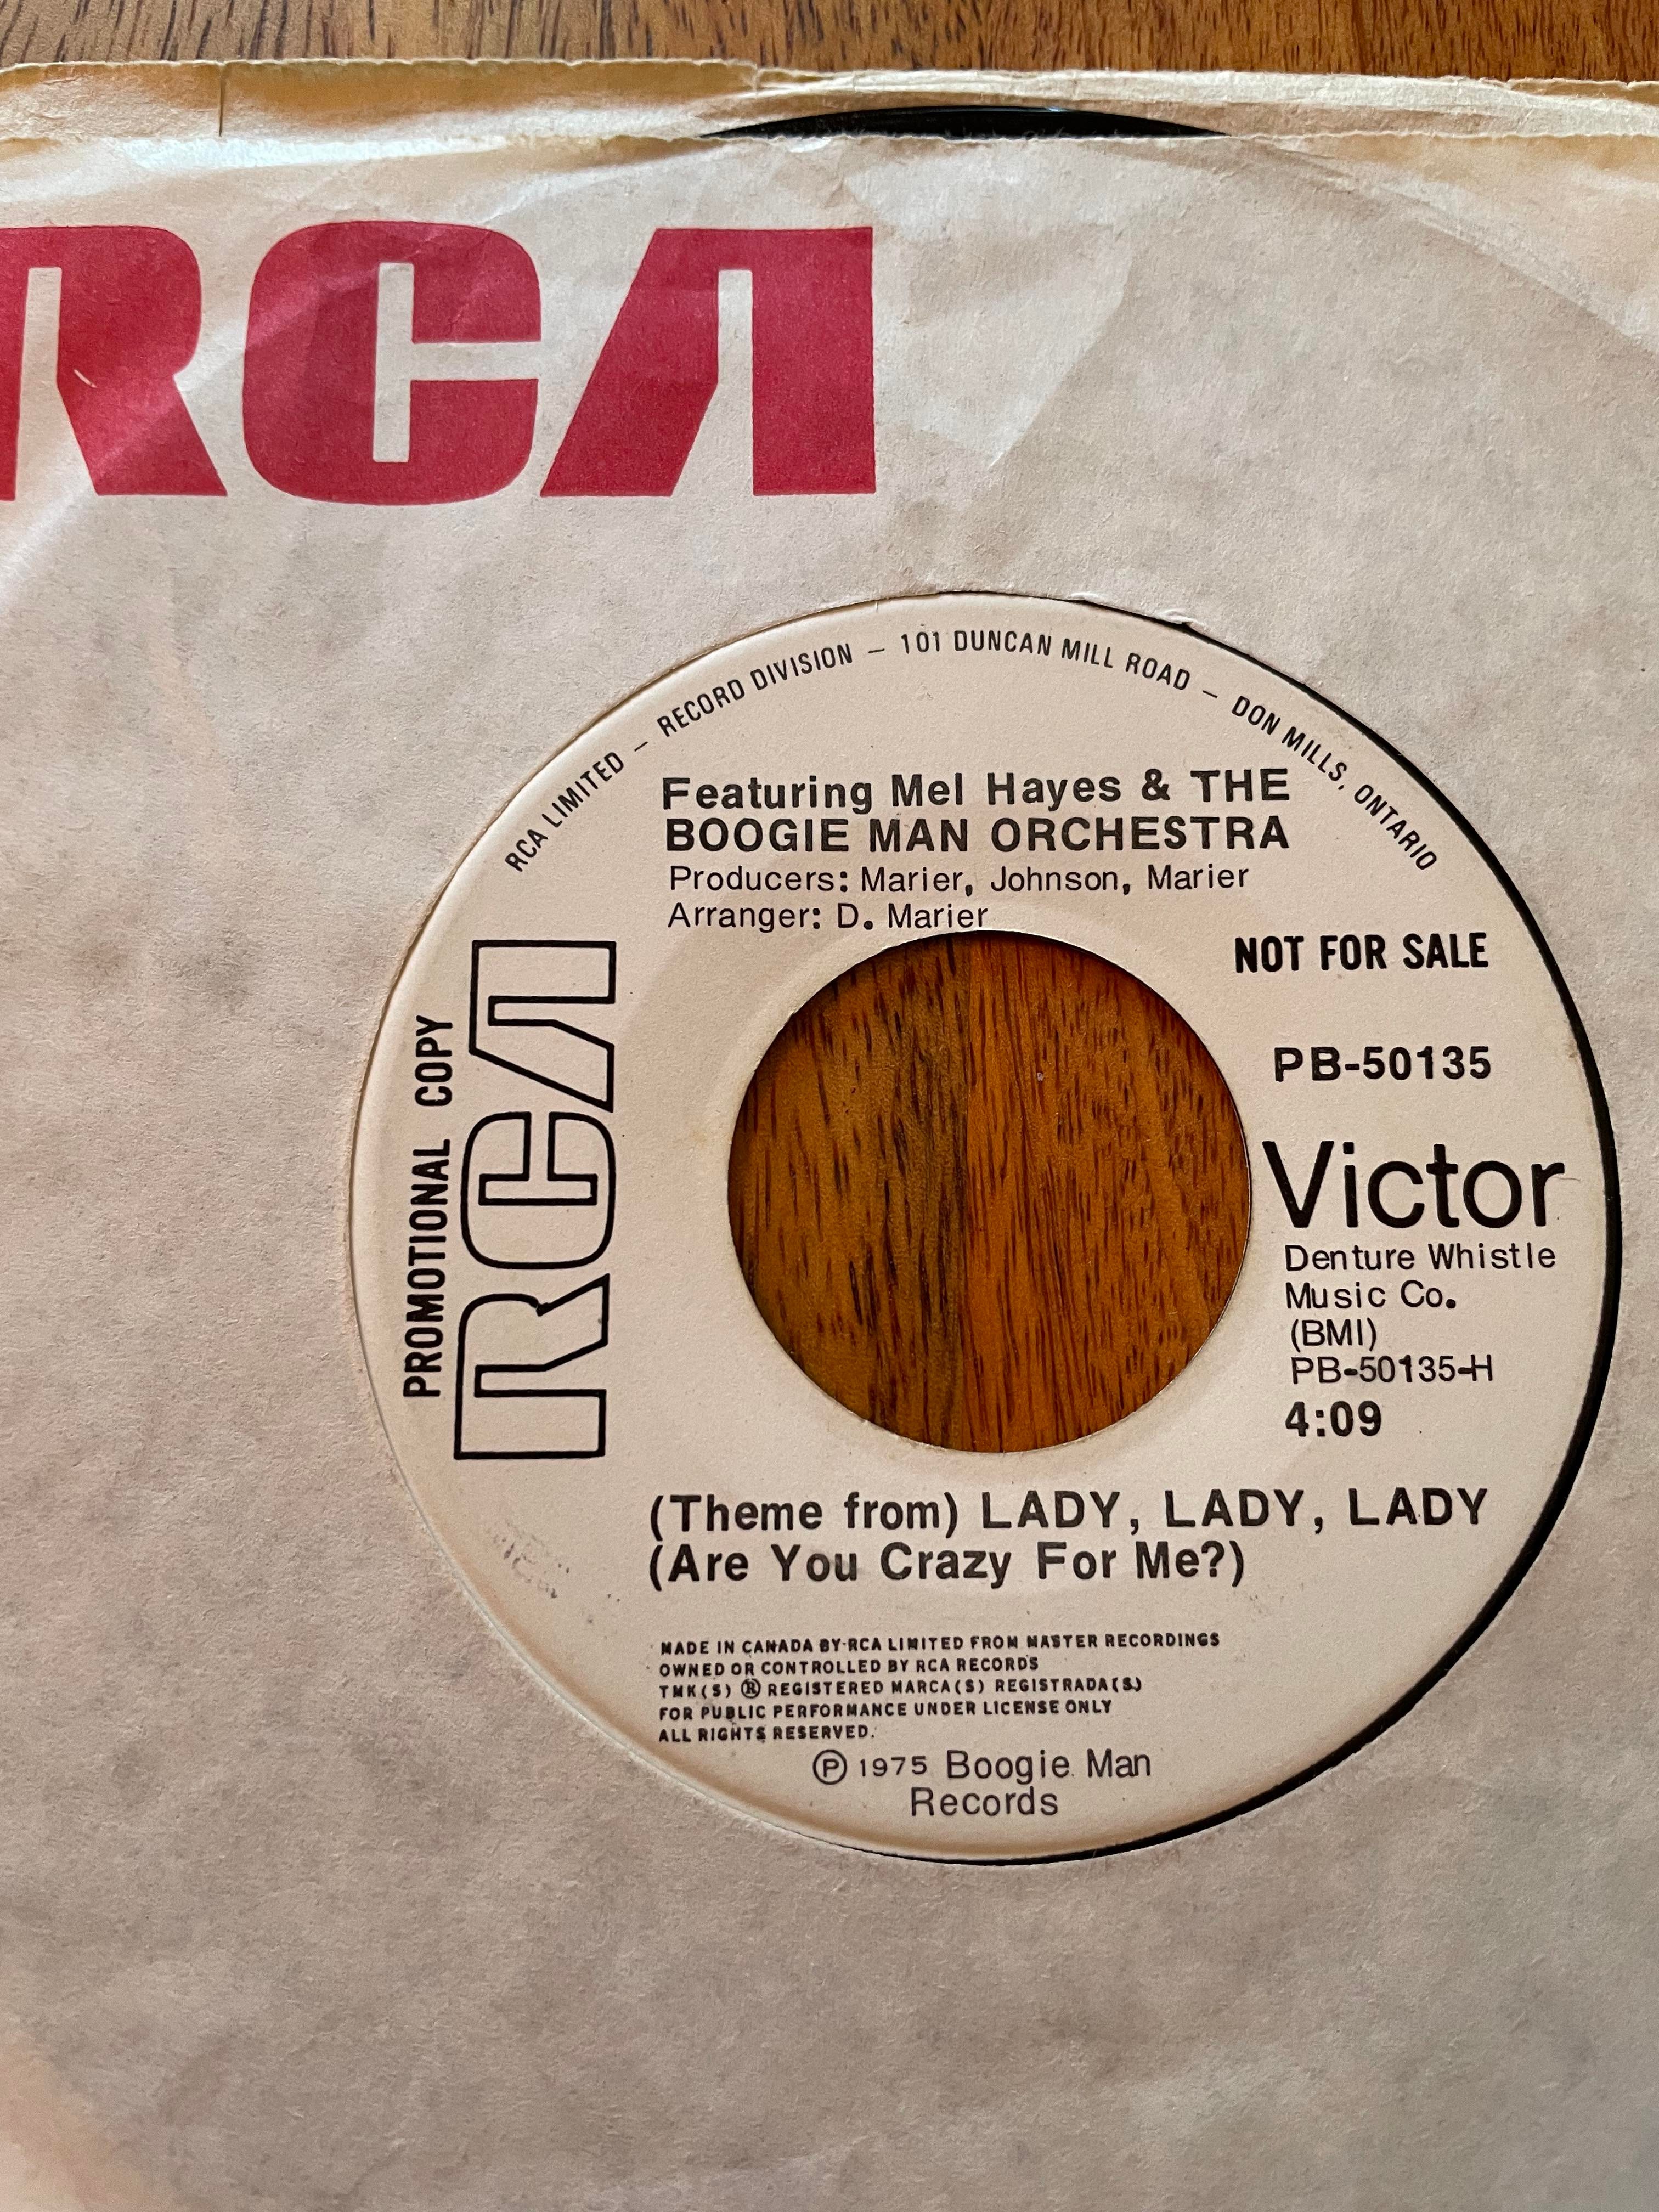 RCA
RCA LIMITED – RECORD DIVISION – 101 DUNCAN MILL ROAD – DON MILLS, ONTARIO
Featuring Mel Hayes & THE
BOOGIE MAN ORCHESTRA
Producers: Marier, Johnson, Marier
Arranger: D. Marier
NOT FOR SALE
PROMOTIONAL COPY
RCA
PB-50135
Victor
Denture Whistle
Music Co.
(BMI)
PB-50135-H
4:09
(Theme from) LADY, LADY, LADY
(Are You Crazy For Me?)
MADE IN CANADA BY RCA LIMITED FROM MASTER RECORDINGS
OWNED OR CONTROLLED BY RCA RECORDS
TMK(S) ® REGISTERED MARCA(S) REGISTRADA(S)
FOR PUBLIC PERFORMANCE UNDER LICENSE ONLY
ALL RIGHTS RESERVED.
℗ 1975 Boogie Man
Records